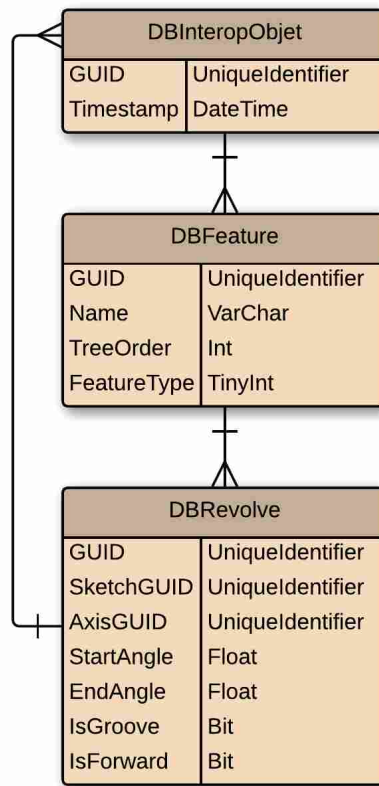 DBInteropObjet
GUID UniqueIdentifier
Timestamp DateTime
DBFeature
GUID UniqueIdentifier
Name VarChar
TreeOrder Int
FeatureType TinyInt
DBRevolve
GUID UniqueIdentifier
SketchGUID UniqueIdentifier
AxisGUID UniqueIdentifier
StartAngle Float
EndAngle Float
IsGroove Bit
IsForward Bit